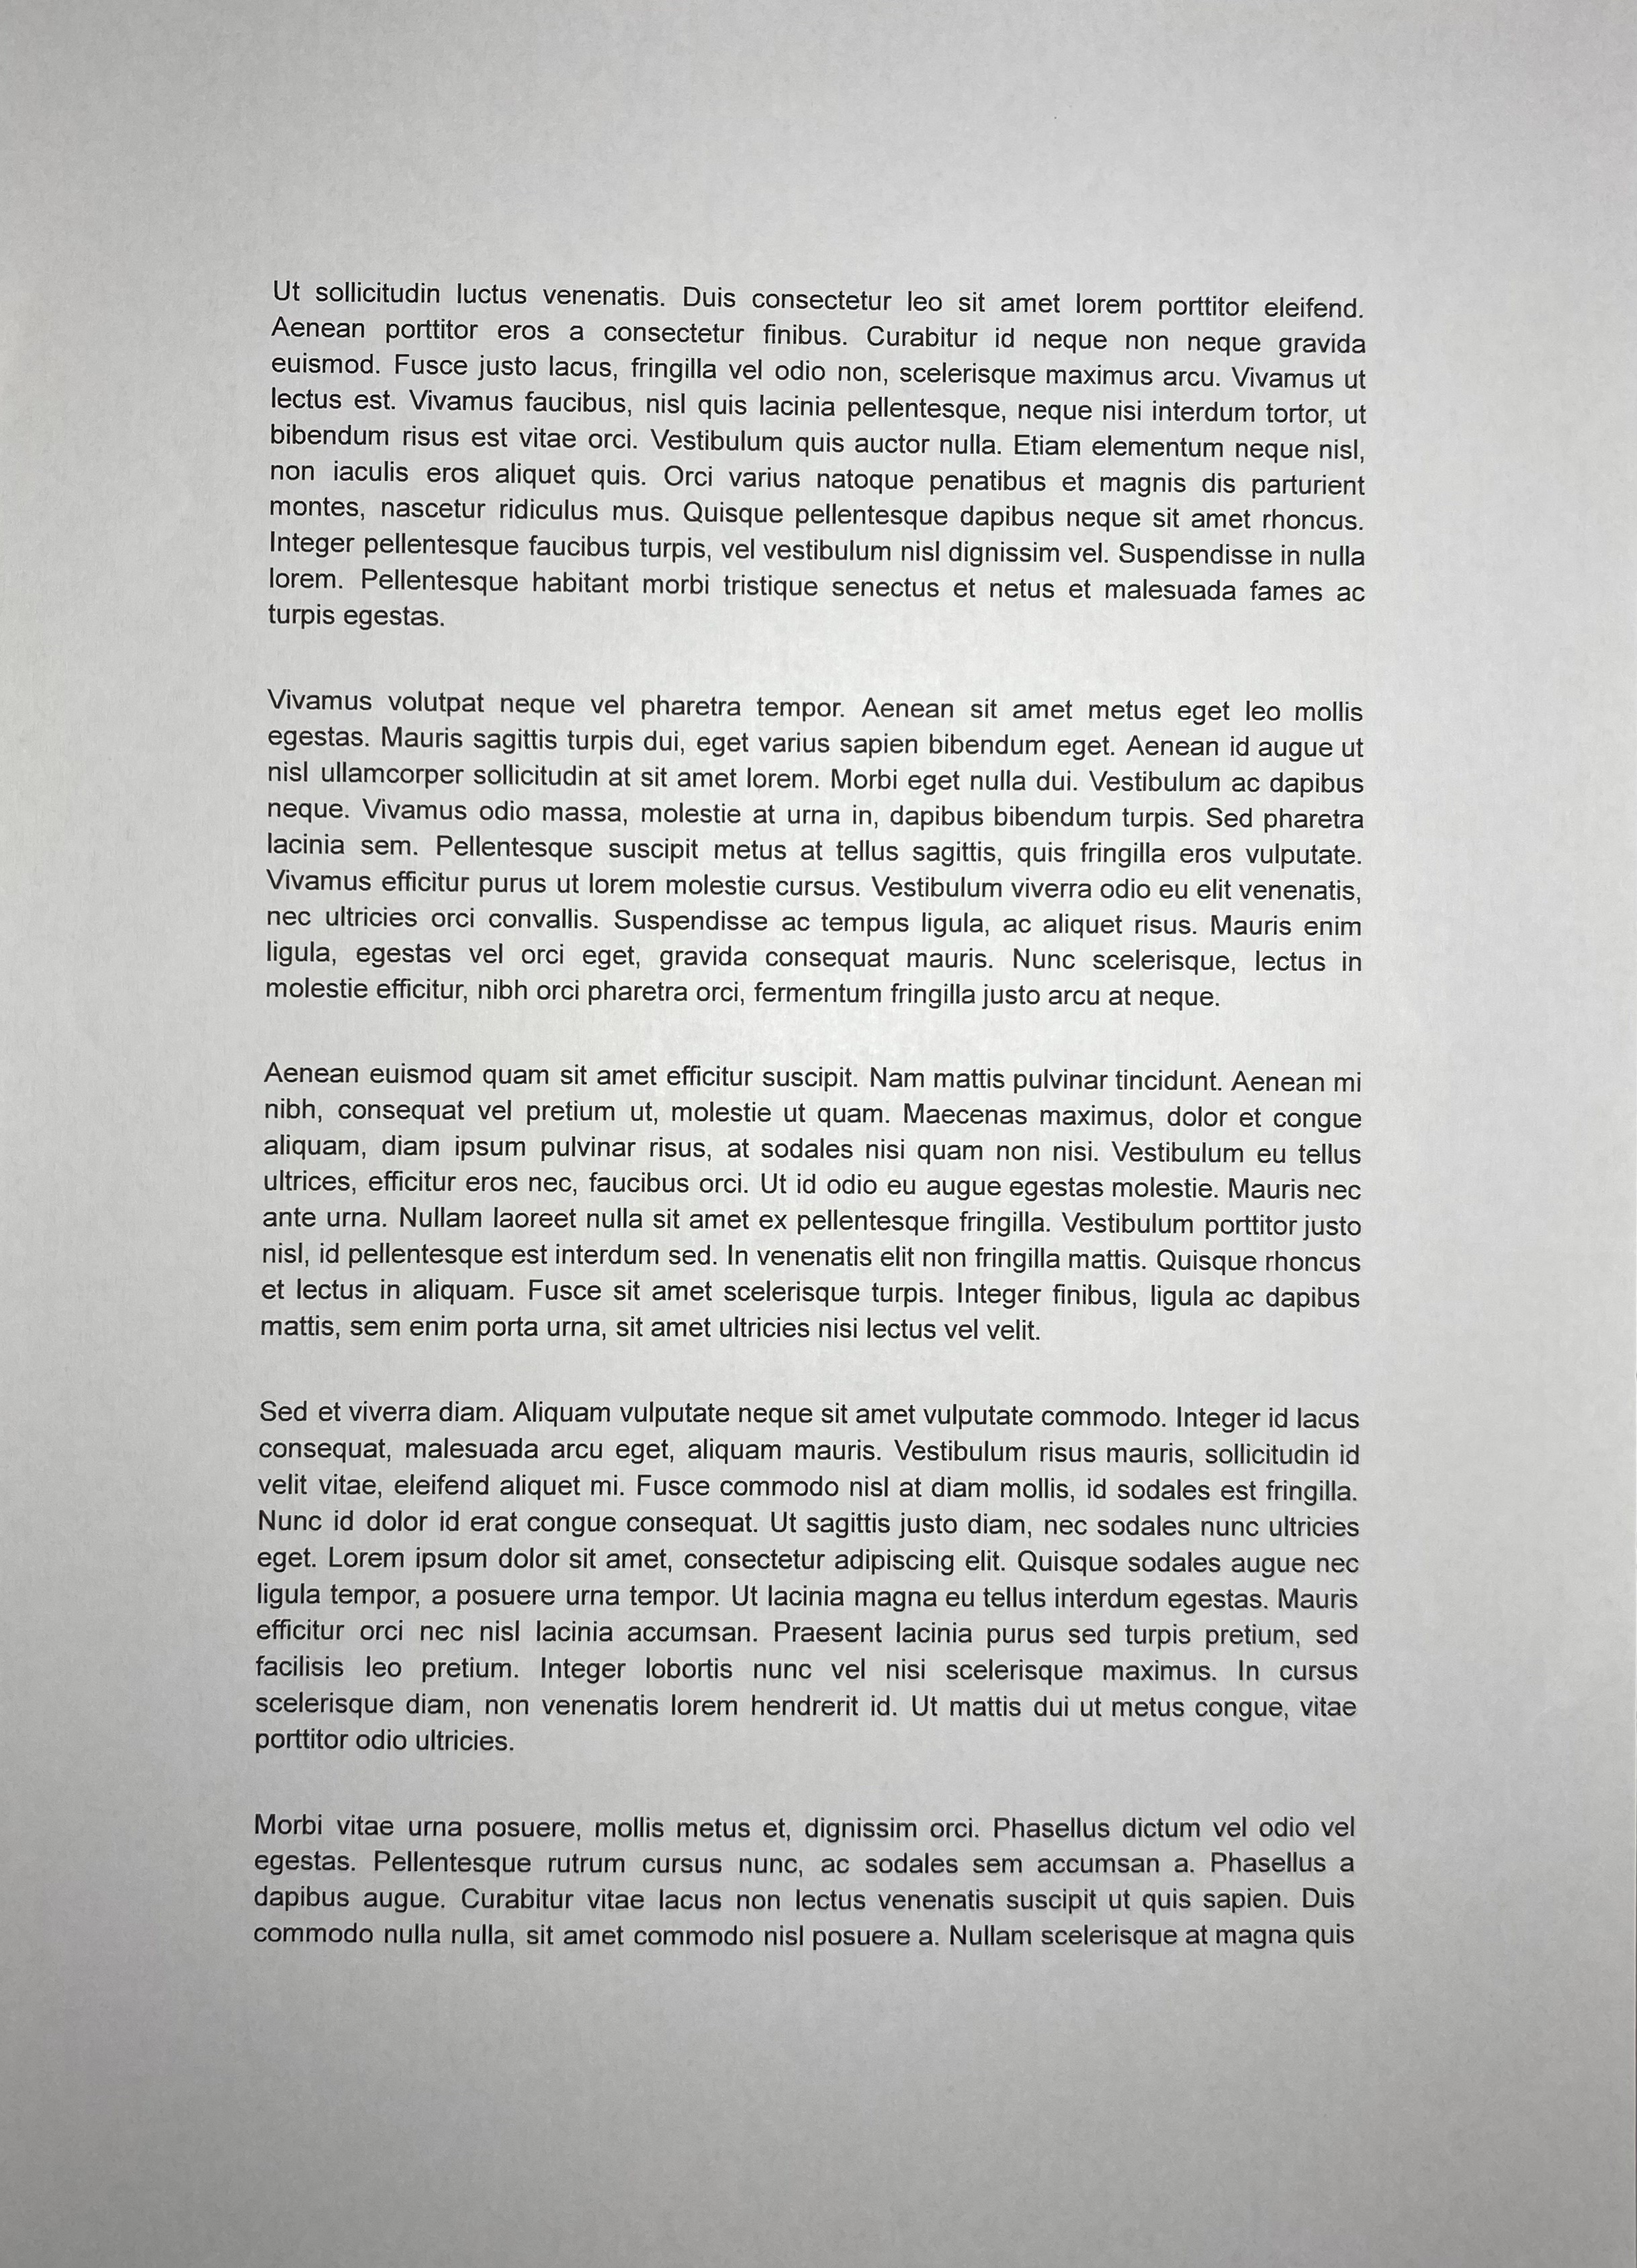 Ut sollicitudin luctus venenatis. Duis consectetur leo sit amet lorem porttitor eleifend.
Aenean porttitor eros a consectetur finibus. Curabitur id neque non neque gravida
euismod. Fusce justo lacus, fringilla vel odio non, scelerisque maximus arcu. Vivamus ut
lectus est. Vivamus faucibus, nisl quis lacinia pellentesque, neque nisi interdum tortor, ut
bibendum risus est vitae orci. Vestibulum quis auctor nulla. Etiam elementum neque nisl,
non iaculis eros aliquet quis. Orci varius natoque penatibus et magnis dis parturient
montes, nascetur ridiculus mus. Quisque pellentesque dapibus neque sit amet rhoncus.
Integer pellentesque faucibus turpis, vel vestibulum nisl dignissim vel. Suspendisse in nulla
lorem. Pellentesque habitant morbi tristique senectus et netus et malesuada fames ac
turpis egestas.
Vivamus volutpat neque vel pharetra tempor. Aenean sit amet metus eget leo mollis
egestas. Mauris sagittis turpis dui, eget varius sapien bibendum eget. Aenean id augue ut
nisl ullamcorper sollicitudin at sit amet lorem. Morbi eget nulla dui. Vestibulum ac dapibus
neque. Vivamus odio massa, molestie at urna in, dapibus bibendum turpis. Sed pharetra
lacinia sem. Pellentesque suscipit metus at tellus sagittis, quis fringilla eros vulputate.
Vivamus efficitur purus ut lorem molestie cursus. Vestibulum viverra odio eu elit venenatis,
nec ultricies orci convallis. Suspendisse ac tempus ligula, ac aliquet risus. Mauris enim
ligula, egestas vel orci eget, gravida consequat mauris. Nunc scelerisque, lectus in
molestie efficitur, nibh orci pharetra orci, fermentum fringilla justo arcu at neque.
Aenean euismod quam sit amet efficitur suscipit. Nam mattis pulvinar tincidunt. Aenean mi
nibh, consequat vel pretium ut, molestie ut quam. Maecenas maximus, dolor et congue
aliquam, diam ipsum pulvinar risus, at sodales nisi quam non nisi. Vestibulum eu tellus
ultrices, efficitur eros nec, faucibus orci. Ut id odio eu augue egestas molestie. Mauris nec
ante urna. Nullam laoreet nulla sit amet ex pellentesque fringilla. Vestibulum porttitor justo
nisl, id pellentesque est interdum sed. In venenatis elit non fringilla mattis. Quisque rhoncus
et lectus in aliquam. Fusce sit amet scelerisque turpis. Integer finibus, ligula ac dapibus
mattis, sem enim porta urna, sit amet ultricies nisi lectus vel velit.
Sed et viverra diam. Aliquam vulputate neque sit amet vulputate commodo. Integer id lacus
consequat, malesuada arcu eget, aliquam mauris. Vestibulum risus mauris, sollicitudin id
velit vitae, eleifend aliquet mi. Fusce commodo nisl at diam mollis, id sodales est fringilla.
Nunc id dolor id erat congue consequat. Ut sagittis justo diam, nec sodales nunc ultricies
eget. Lorem ipsum dolor sit amet, consectetur adipiscing elit. Quisque sodales augue nec
ligula tempor, a posuere urna tempor. Ut lacinia magna eu tellus interdum egestas. Mauris
efficitur orci nec nisl lacinia accumsan. Praesent lacinia purus sed turpis pretium, sed
facilisis leo pretium. Integer lobortis nunc vel nisi scelerisque maximus. In cursus
scelerisque diam, non venenatis lorem hendrerit id. Ut mattis dui ut metus congue, vitae
porttitor odio ultricies.
Morbi vitae urna posuere, mollis metus et, dignissim orci. Phasellus dictum vel odio vel
egestas. Pellentesque rutrum cursus nunc, ac sodales sem accumsan a. Phasellus a
dapibus augue. Curabitur vitae lacus non lectus venenatis suscipit ut quis sapien. Duis
commodo nulla nulla, sit amet commodo nisl posuere a. Nullam scelerisque at magna quis